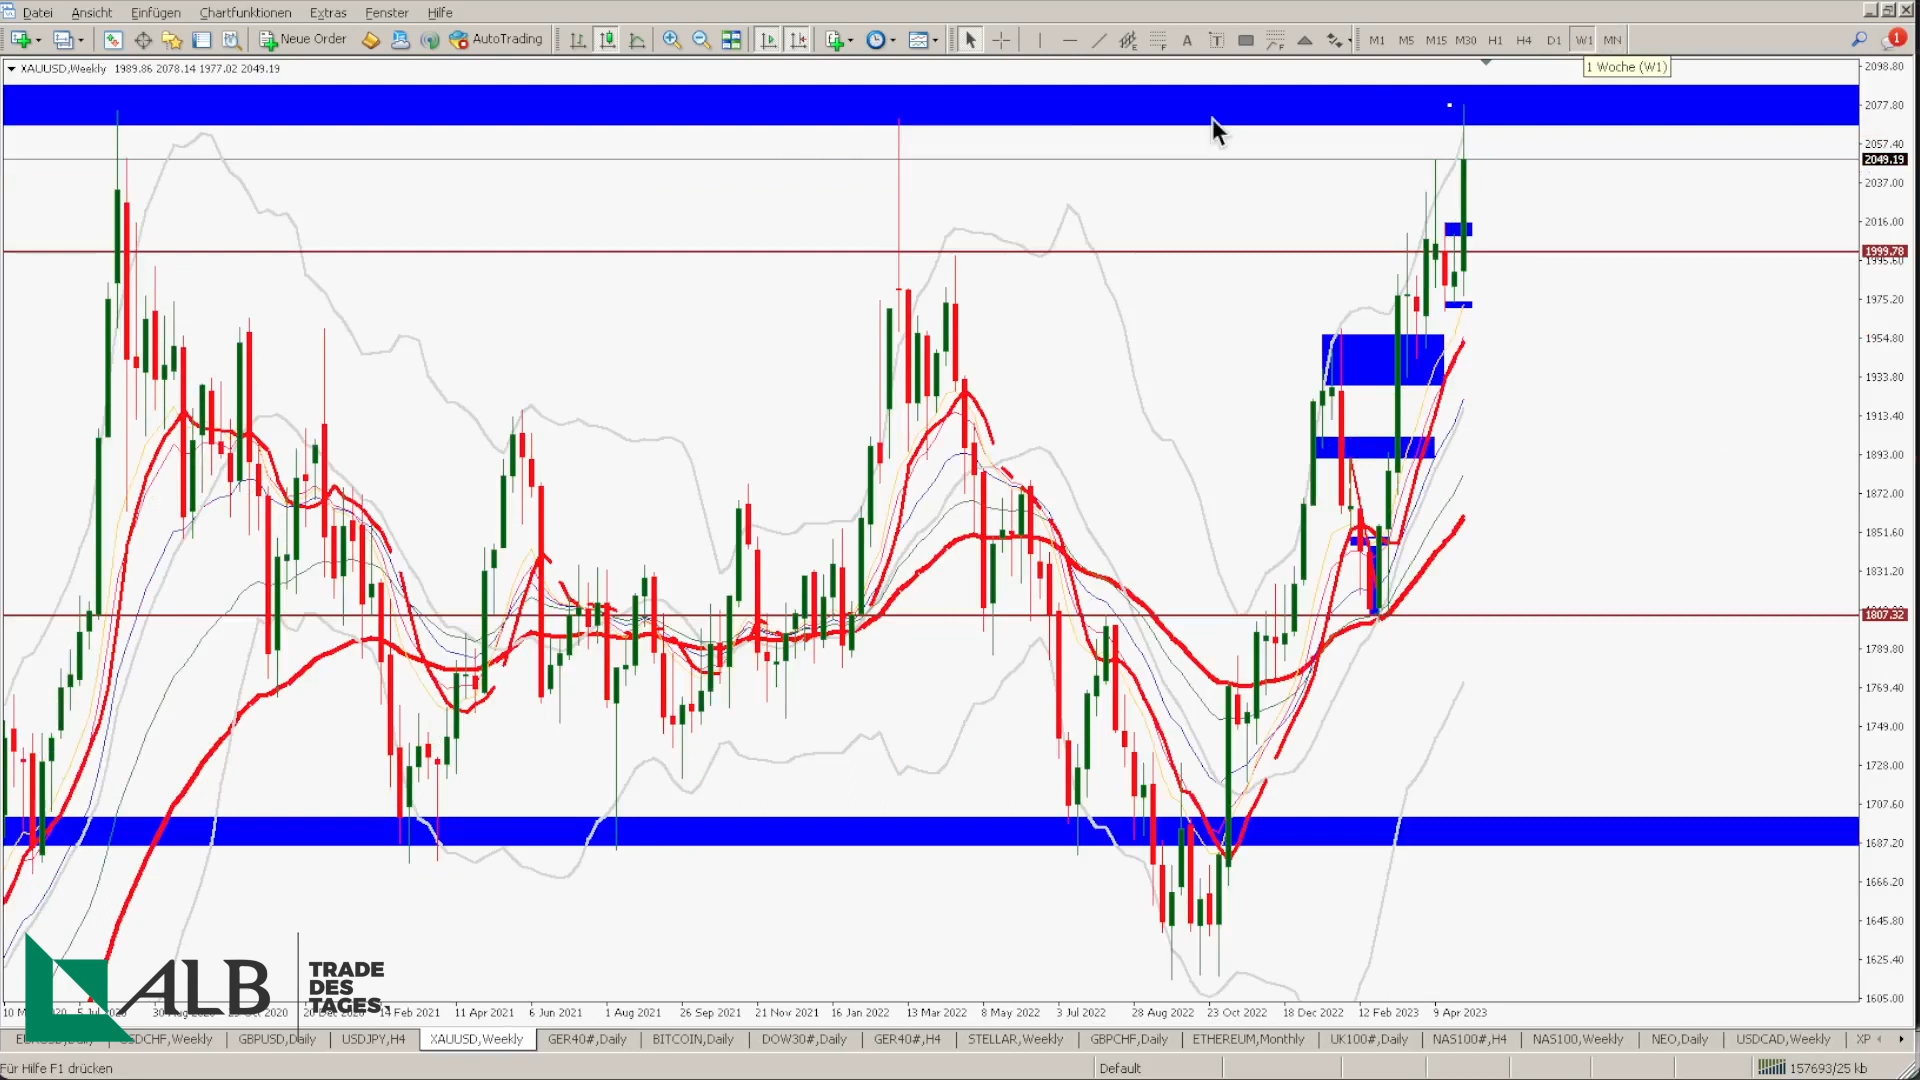 Datei Ansicht Einfügen Chartfunktionen Extras Fenster Hilfe
Neue Order AutoTrading A T M1 M5 M15 M30 H1 H4 D1 W1 MN 1
XAUUSD,Weekly 1989.86 2078.14 1977.02 2049.19
1 Woche (W1)
2098.80
2077.80
2057.40
2049.19
2037.00
2016.00
1999.78
1995.60
1975.20
1954.80
1933.80
1913.40
1893.00
1872.00
1851.60
1831.20
1807.32
1789.80
1769.40
1749.00
1728.00
1707.60
1687.20
1666.20
1645.80
1625.40
1605.00
ALB TRADE
DES
TAGES.
14 Feb 2021 11 Apr 2021 6 Jun 2021 1 Aug 2021 26 Sep 2021 21 Nov 2021 16 Jan 2022 13 Mar 2022 8 May 2022 3 Jul 2022 28 Aug 2022 23 Oct 2022 18 Dec 2022 12 Feb 2023 9 Apr 2023
GBPUSD,Daily USDJPY,H4 XAUUSD,Weekly GER40#,Daily BITCOIN,Daily DOW30#,Daily GER40#,H4 STELLAR,Weekly GBPCHF,Daily ETHEREUM,Monthly UK100#,Daily NAS100#,H4 NAS100,Weekly NEO,Daily USDCAD,Weekly XP
Für Hilfe F1 drücken Default 157693/25 kb